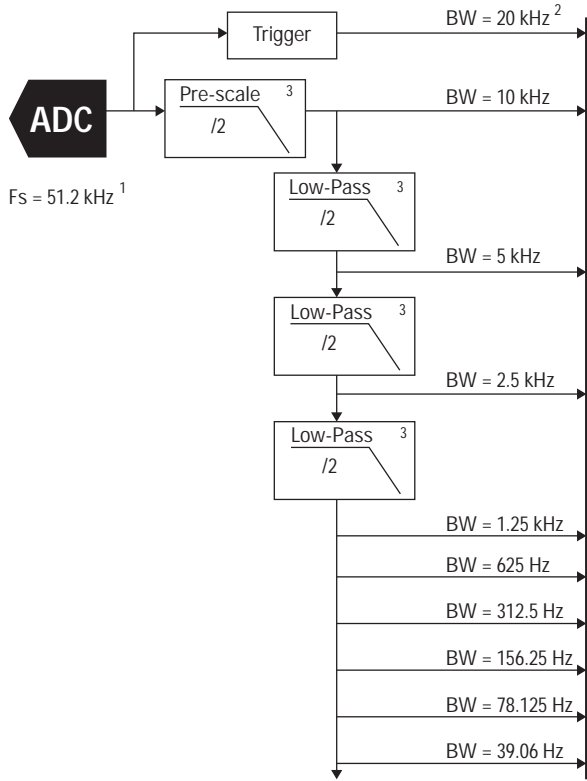 Trigger
BW = 20 kHz 2
ADC
Pre-scale 3
/2
BW = 10 kHz
Fs = 51.2 kHz 1
Low-Pass 3
/2
BW = 5 kHz
Low-Pass 3
/2
BW = 2.5 kHz
Low-Pass 3
/2
BW = 1.25 kHz
BW = 625 Hz
BW = 312.5 Hz
BW = 156.25 Hz
BW = 78.125 Hz
BW = 39.06 Hz